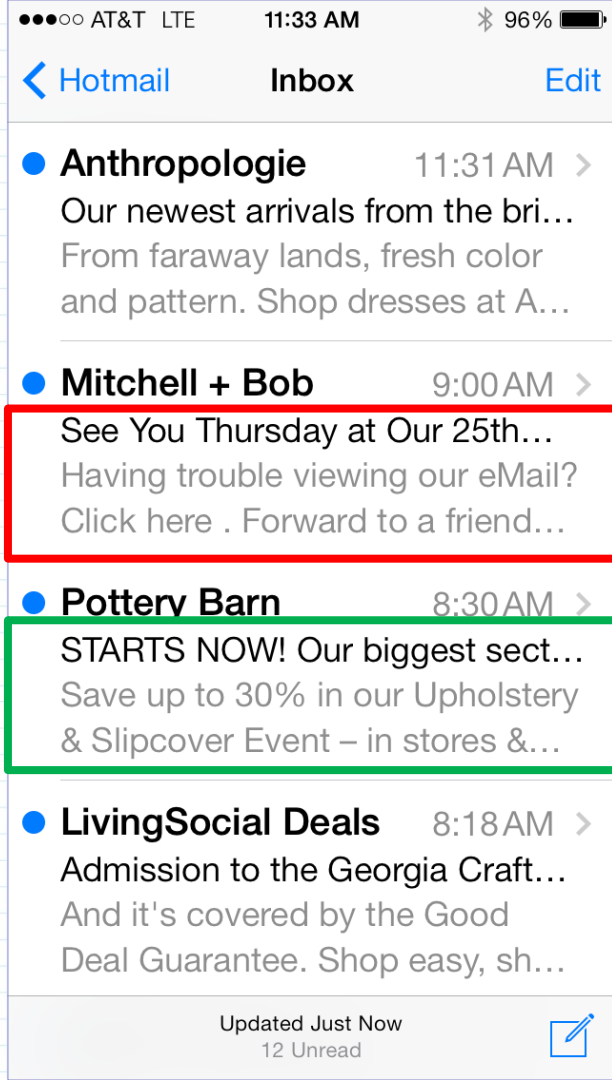 AT&T LTE 11:33 AM 96%
Hotmail Inbox Edit
Anthropologie 11:31 AM
Our newest arrivals from the bri…
From faraway lands, fresh color
and pattern. Shop dresses at A…
Mitchell + Bob 9:00 AM
See You Thursday at Our 25th…
Having trouble viewing our eMail?
Click here . Forward to a friend…
Pottery Barn 8:30 AM
STARTS NOW! Our biggest sect…
Save up to 30% in our Upholstery
& Slipcover Event – in stores &…
LivingSocial Deals 8:18 AM
Admission to the Georgia Craft…
And it's covered by the Good
Deal Guarantee. Shop easy, sh…
Updated Just Now
12 Unread